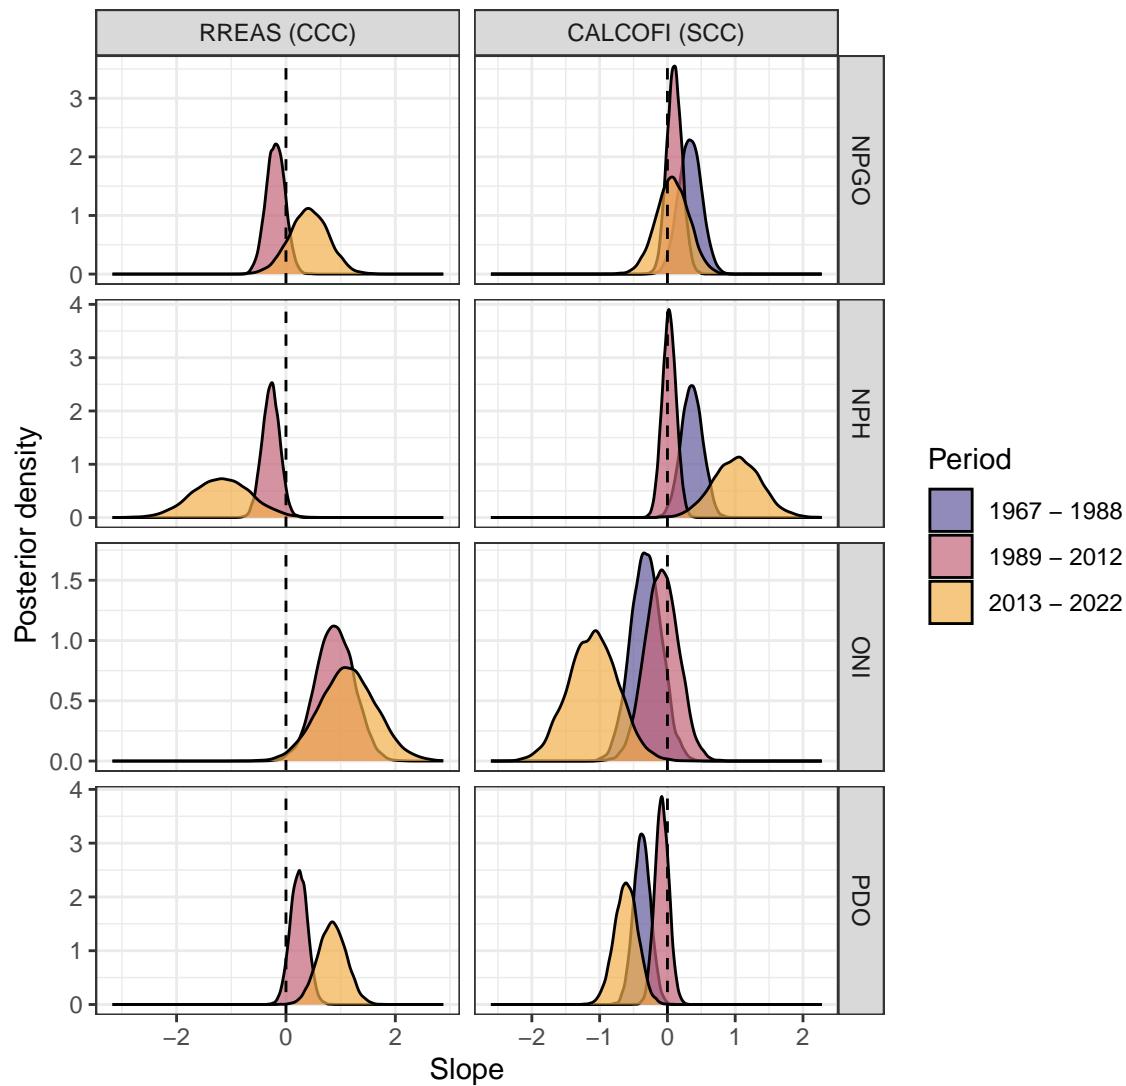 RREAS (CCC)
CALCOFI (SCC)
3
2
1
0
NPGO
4
3
2
1
0
NPH
1.5
1.0
0.5
0.0
ONI
4
3
2
1
0
PDO
−2
0
2
−2
−1
0
1
2
Slope
Posterior density
Period
1967 − 1988
1989 − 2012
2013 − 2022